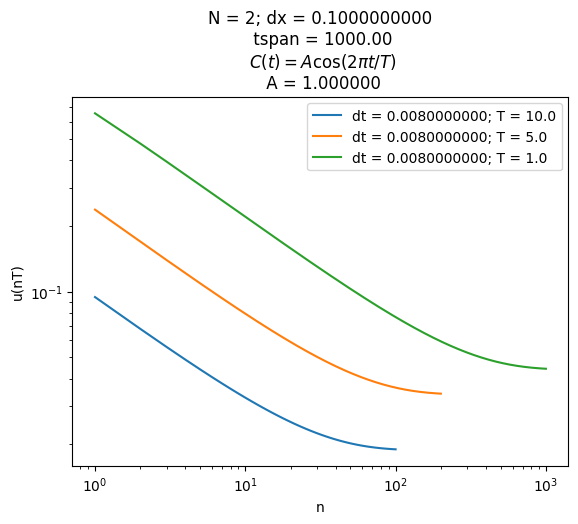 N = 2; dx = 0.1000000000
tspan = 1000.00
C(t) = A cos(2πt/T)
A = 1.000000
dt = 0.0080000000; T = 10.0
dt = 0.0080000000; T = 5.0
dt = 0.0080000000; T = 1.0
u(nT)
10⁻¹
10⁰ 10¹ 10² 10³
n